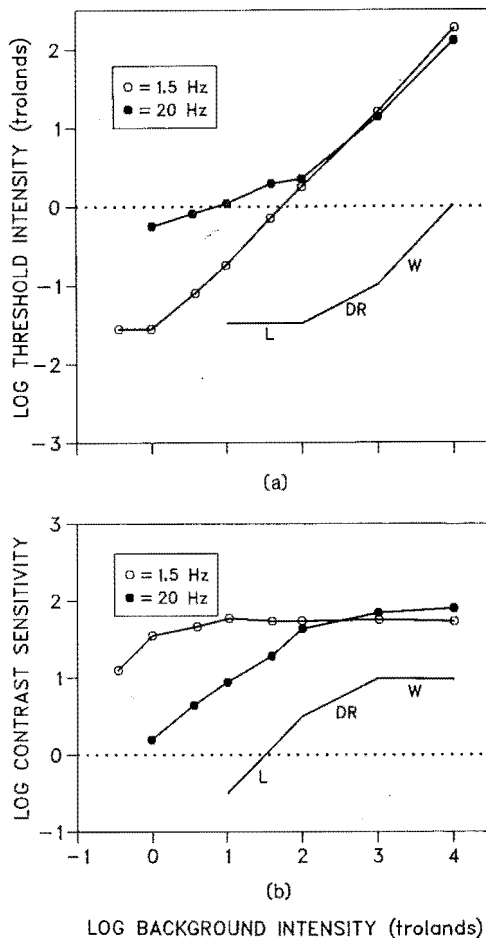 LOG THRESHOLD INTENSITY (trolands)
2
1
0
−1
−2
−3
○ = 1.5 Hz
● = 20 Hz
L
DR
W
(a)
LOG CONTRAST SENSITIVITY
3
2
1
0
−1
○ = 1.5 Hz
● = 20 Hz
L
DR
W
−1 0 1 2 3 4
(b)
LOG BACKGROUND INTENSITY (trolands)